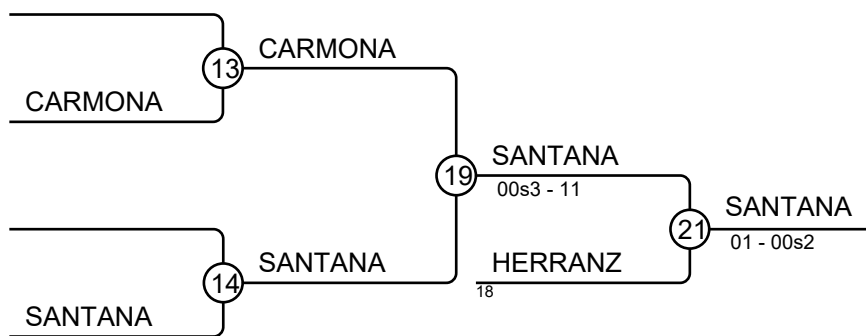 CARMONA
13
CARMONA
SANTANA
19
00s3 - 11
SANTANA
21
01 - 00s2
SANTANA
14
HERRANZ
18
SANTANA